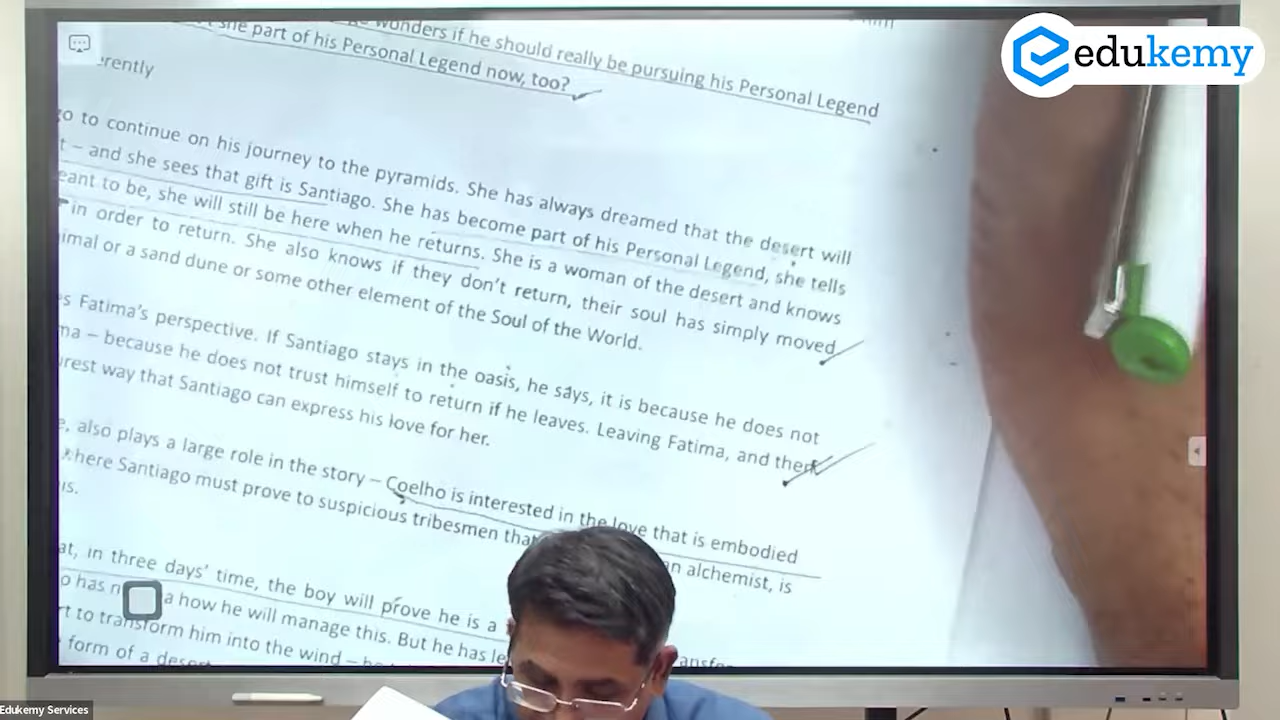 wonders if he should really be pursuing his Personal Legend
she part of his Personal Legend now, too?
rently
go to continue on his journey to the pyramids. She has always dreamed that the desert will
t – and she sees that gift is Santiago. She has become part of his Personal Legend, she tells
eant to be, she will still be here when he returns. She is a woman of the desert and knows
in order to return. She also knows if they don't return, their soul has simply moved
imal or a sand dune or some other element of the Soul of the World.
s Fatima's perspective. If Santiago stays in the oasis, he says, it is because he does not
ma – because he does not trust himself to return if he leaves. Leaving Fatima, and then
urest way that Santiago can express his love for her.
e, also plays a large role in the story – Coelho is interested in the love that is embodied
where Santiago must prove to suspicious tribesmen that an alchemist, is
is.
at, in three days' time, the boy will prove he is a
o has n a how he will manage this. But he has le
rt to transform him into the wind – he
form of a desert
edukemy
Edukemy Services